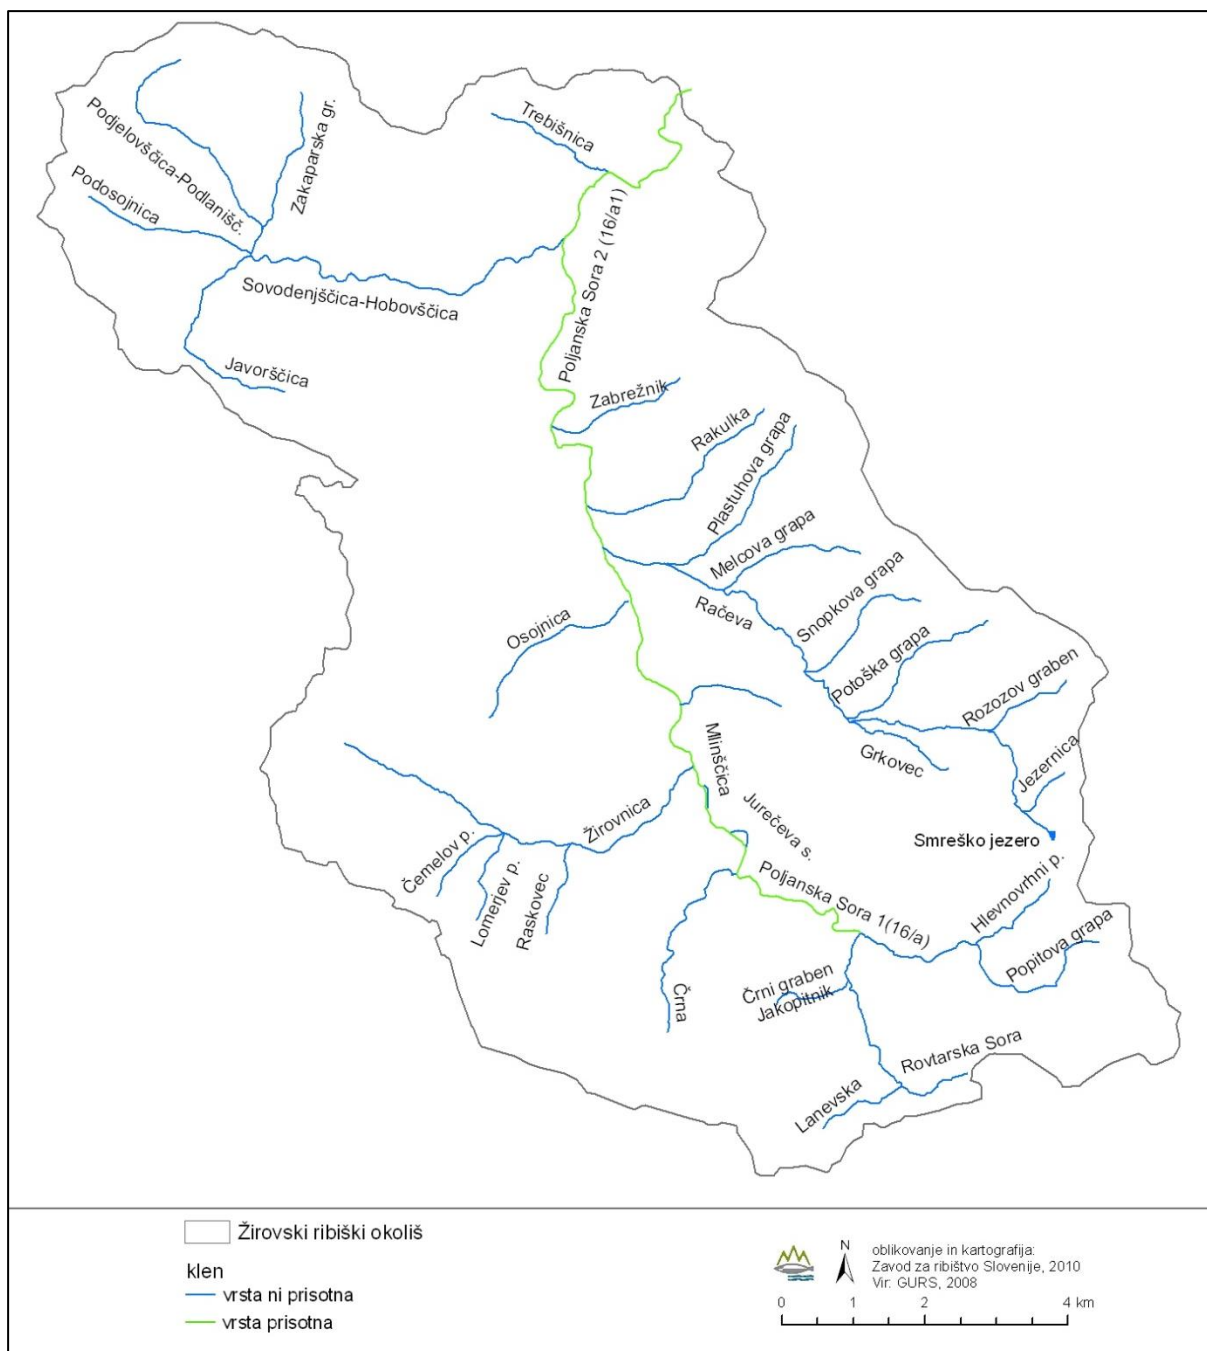 Podjelovščica-Podlanišč.
Zakaparska gr.
Trebišnica
Podosojnica
Sovodenjščica-Hobovščica
Poljanska Sora 2 (16/a1)
Javorščica
Zabrežnik
Rakulka
Plastuhova grapa
Melcova grapa
Račeva
Snopkova grapa
Osojnica
Potoška grapa
Rozozov graben
Grkovec
Jezernica
Mlinščica
Smreško jezero
Žirovnica
Jurečeva s.
Čemelov p.
Lomerjev p.
Raskovec
Poljanska Sora 1(16/a)
Hlevnovrhni p.
Popitova grapa
Črna
Črni graben
Jakopitnik
Rovtarska Sora
Lanevska
Žirovski ribiški okoliš
klen
vrsta ni prisotna
vrsta prisotna
N
oblikovanje in kartografija:
Zavod za ribištvo Slovenije, 2010
Vir: GURS, 2008
0 1 2 4 km